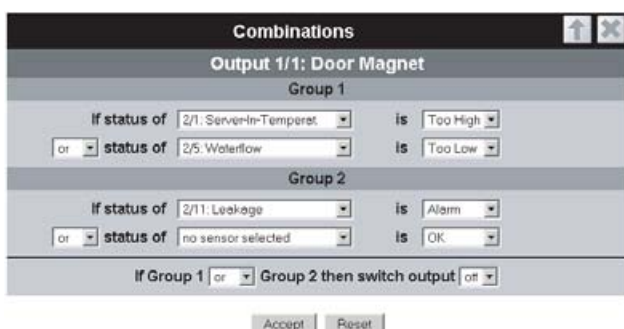 Combinations
Output 1/1: Door Magnet
Group 1
If status of 2/1: Server-In-Temperat is Too High
or status of 2/5: Waterflow is Too Low
Group 2
If status of 2/11: Leakage is Alarm
or status of no sensor selected is OK
If Group 1 or Group 2 then switch output off
Accept Reset